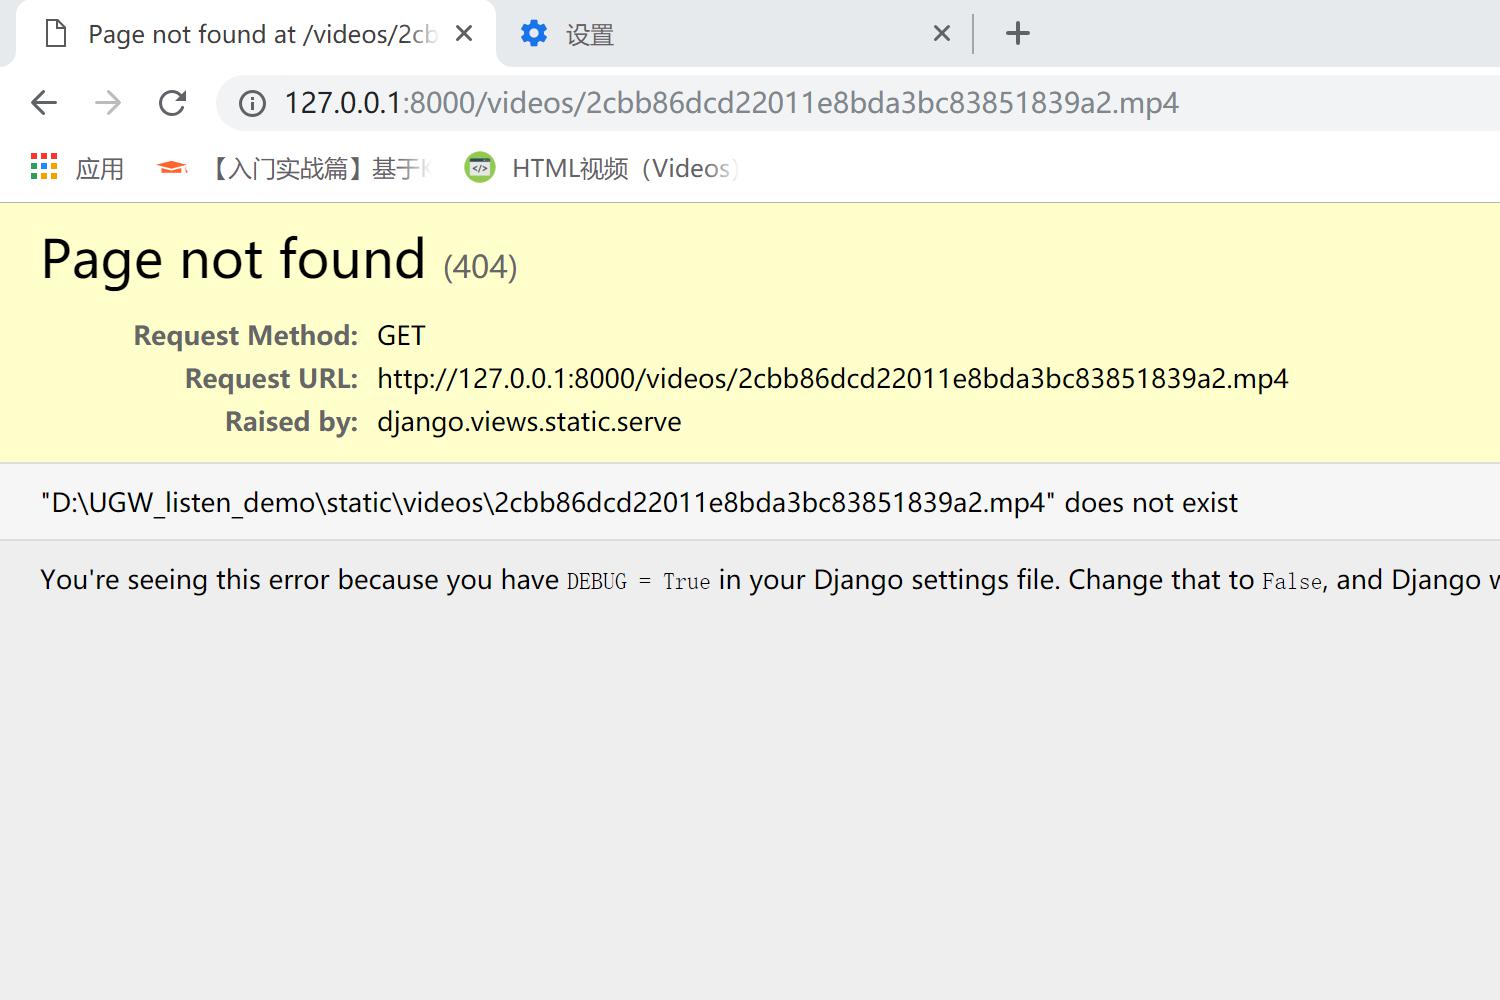 Page not found at /videos/2cb
设置
127.0.0.1:8000/videos/2cbb86dcd22011e8bda3bc83851839a2.mp4
应用 【入门实战篇】基于K HTML视频（Videos）
Page not found (404)
Request Method: GET
Request URL: http://127.0.0.1:8000/videos/2cbb86dcd22011e8bda3bc83851839a2.mp4
Raised by: django.views.static.serve
"D:\UGW_listen_demo\static\videos\2cbb86dcd22011e8bda3bc83851839a2.mp4" does not exist
You're seeing this error because you have DEBUG = True in your Django settings file. Change that to False, and Django w